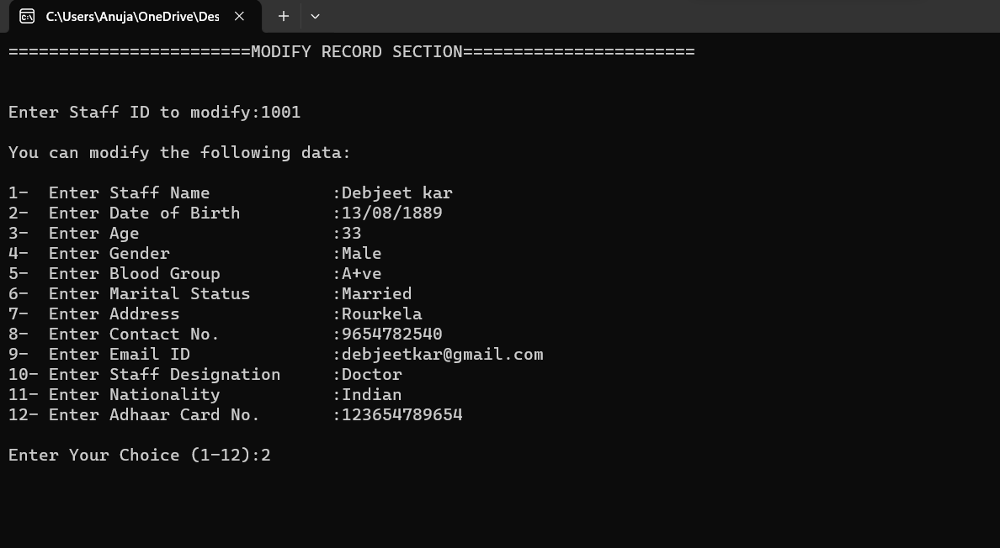 C:\Users\Anuja\OneDrive\Des
========================MODIFY RECORD SECTION=======================
Enter Staff ID to modify:1001
You can modify the following data:
1-  Enter Staff Name            :Debjeet kar
2-  Enter Date of Birth         :13/08/1889
3-  Enter Age                   :33
4-  Enter Gender                :Male
5-  Enter Blood Group           :A+ve
6-  Enter Marital Status        :Married
7-  Enter Address               :Rourkela
8-  Enter Contact No.           :9654782540
9-  Enter Email ID              :debjeetkar@gmail.com
10- Enter Staff Designation     :Doctor
11- Enter Nationality           :Indian
12- Enter Adhaar Card No.       :123654789654
Enter Your Choice (1-12):2